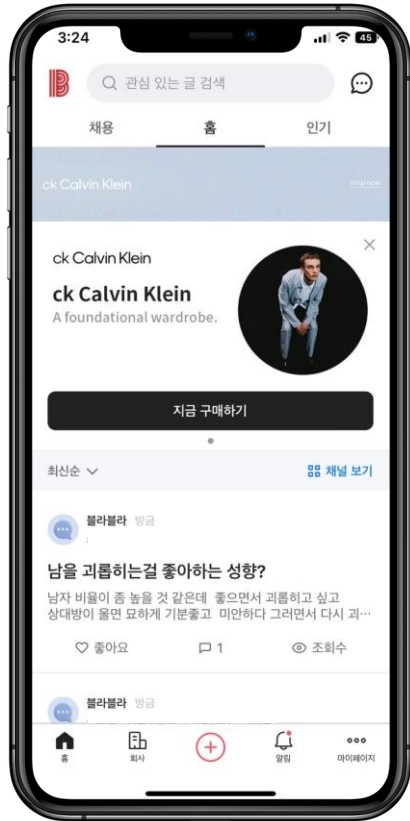 3:24
45
B
관심 있는 글 검색
채용
홈
인기
ck Calvin Klein
shop now
ck Calvin Klein
ck Calvin Klein
A foundational wardrobe.
지금 구매하기
최신순
채널 보기
블라블라 방금
남을 괴롭히는걸 좋아하는 성향?
남자 비율이 좀 높을 것 같은데 좋으면서 괴롭히고 싶고
상대방이 울면 묘하게 기분좋고 미안하다 그러면서 다시 괴…
좋아요
1
조회수
블라블라 방금
홈
회사
알림
마이페이지